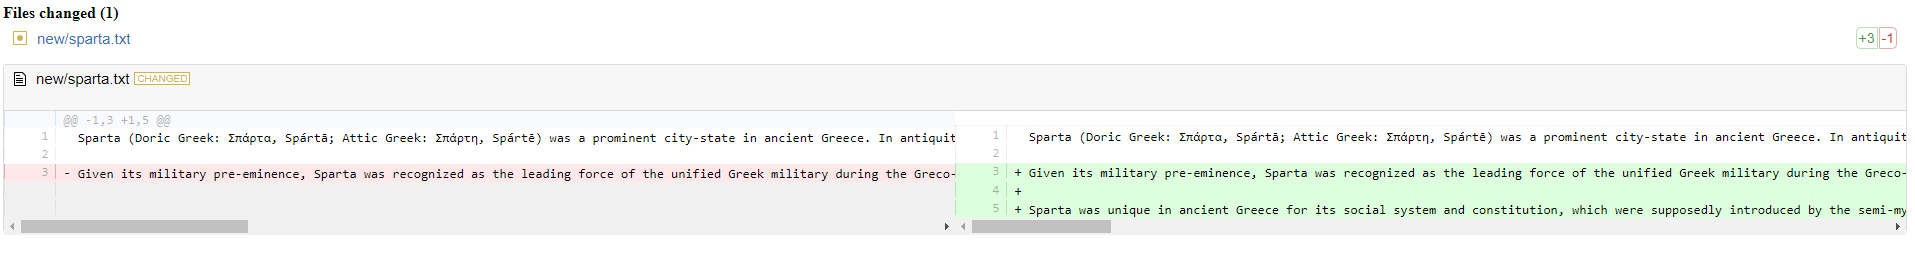 Files changed (1)
new/sparta.txt
+3 -1
new/sparta.txt CHANGED
@@ -1,3 +1,5 @@
1 Sparta (Doric Greek: Σπάρτα, Spártā; Attic Greek: Σπάρτη, Spártē) was a prominent city-state in ancient Greece. In antiquit
2
3 - Given its military pre-eminence, Sparta was recognized as the leading force of the unified Greek military during the Greco-
1 Sparta (Doric Greek: Σπάρτα, Spártā; Attic Greek: Σπάρτη, Spártē) was a prominent city-state in ancient Greece. In antiquit
2
3 + Given its military pre-eminence, Sparta was recognized as the leading force of the unified Greek military during the Greco-
4 +
5 + Sparta was unique in ancient Greece for its social system and constitution, which were supposedly introduced by the semi-my